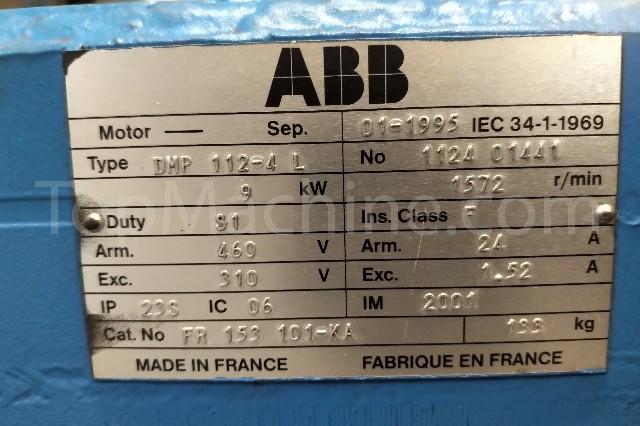 ABB
Motor — Sep. 01-1995 IEC 34-1-1969
Type DMP 112-4 L No 1124 01441
9 kW 1572 r/min
TopMachine.com
Duty S1 Ins. Class F
Arm. 460 V Arm. 24 A
Exc. 310 V Exc. 1.52 A
IP 23S IC 06 IM 2001
Cat. No FR 153 101-KA 133 kg
MADE IN FRANCE FABRIQUE EN FRANCE